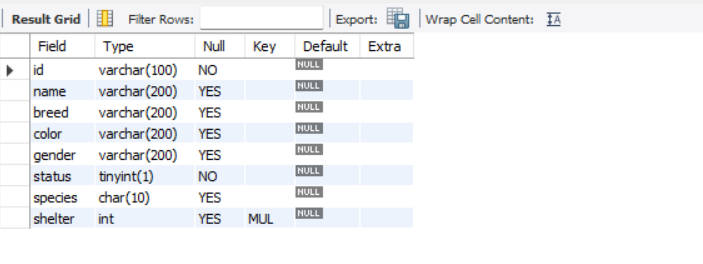 Result Grid Filter Rows: Export: Wrap Cell Content: IA
Field Type Null Key Default Extra
id varchar(100) NO NULL
name varchar(200) YES NULL
breed varchar(200) YES NULL
color varchar(200) YES NULL
gender varchar(200) YES NULL
status tinyint(1) NO NULL
species char(10) YES NULL
shelter int YES MUL NULL